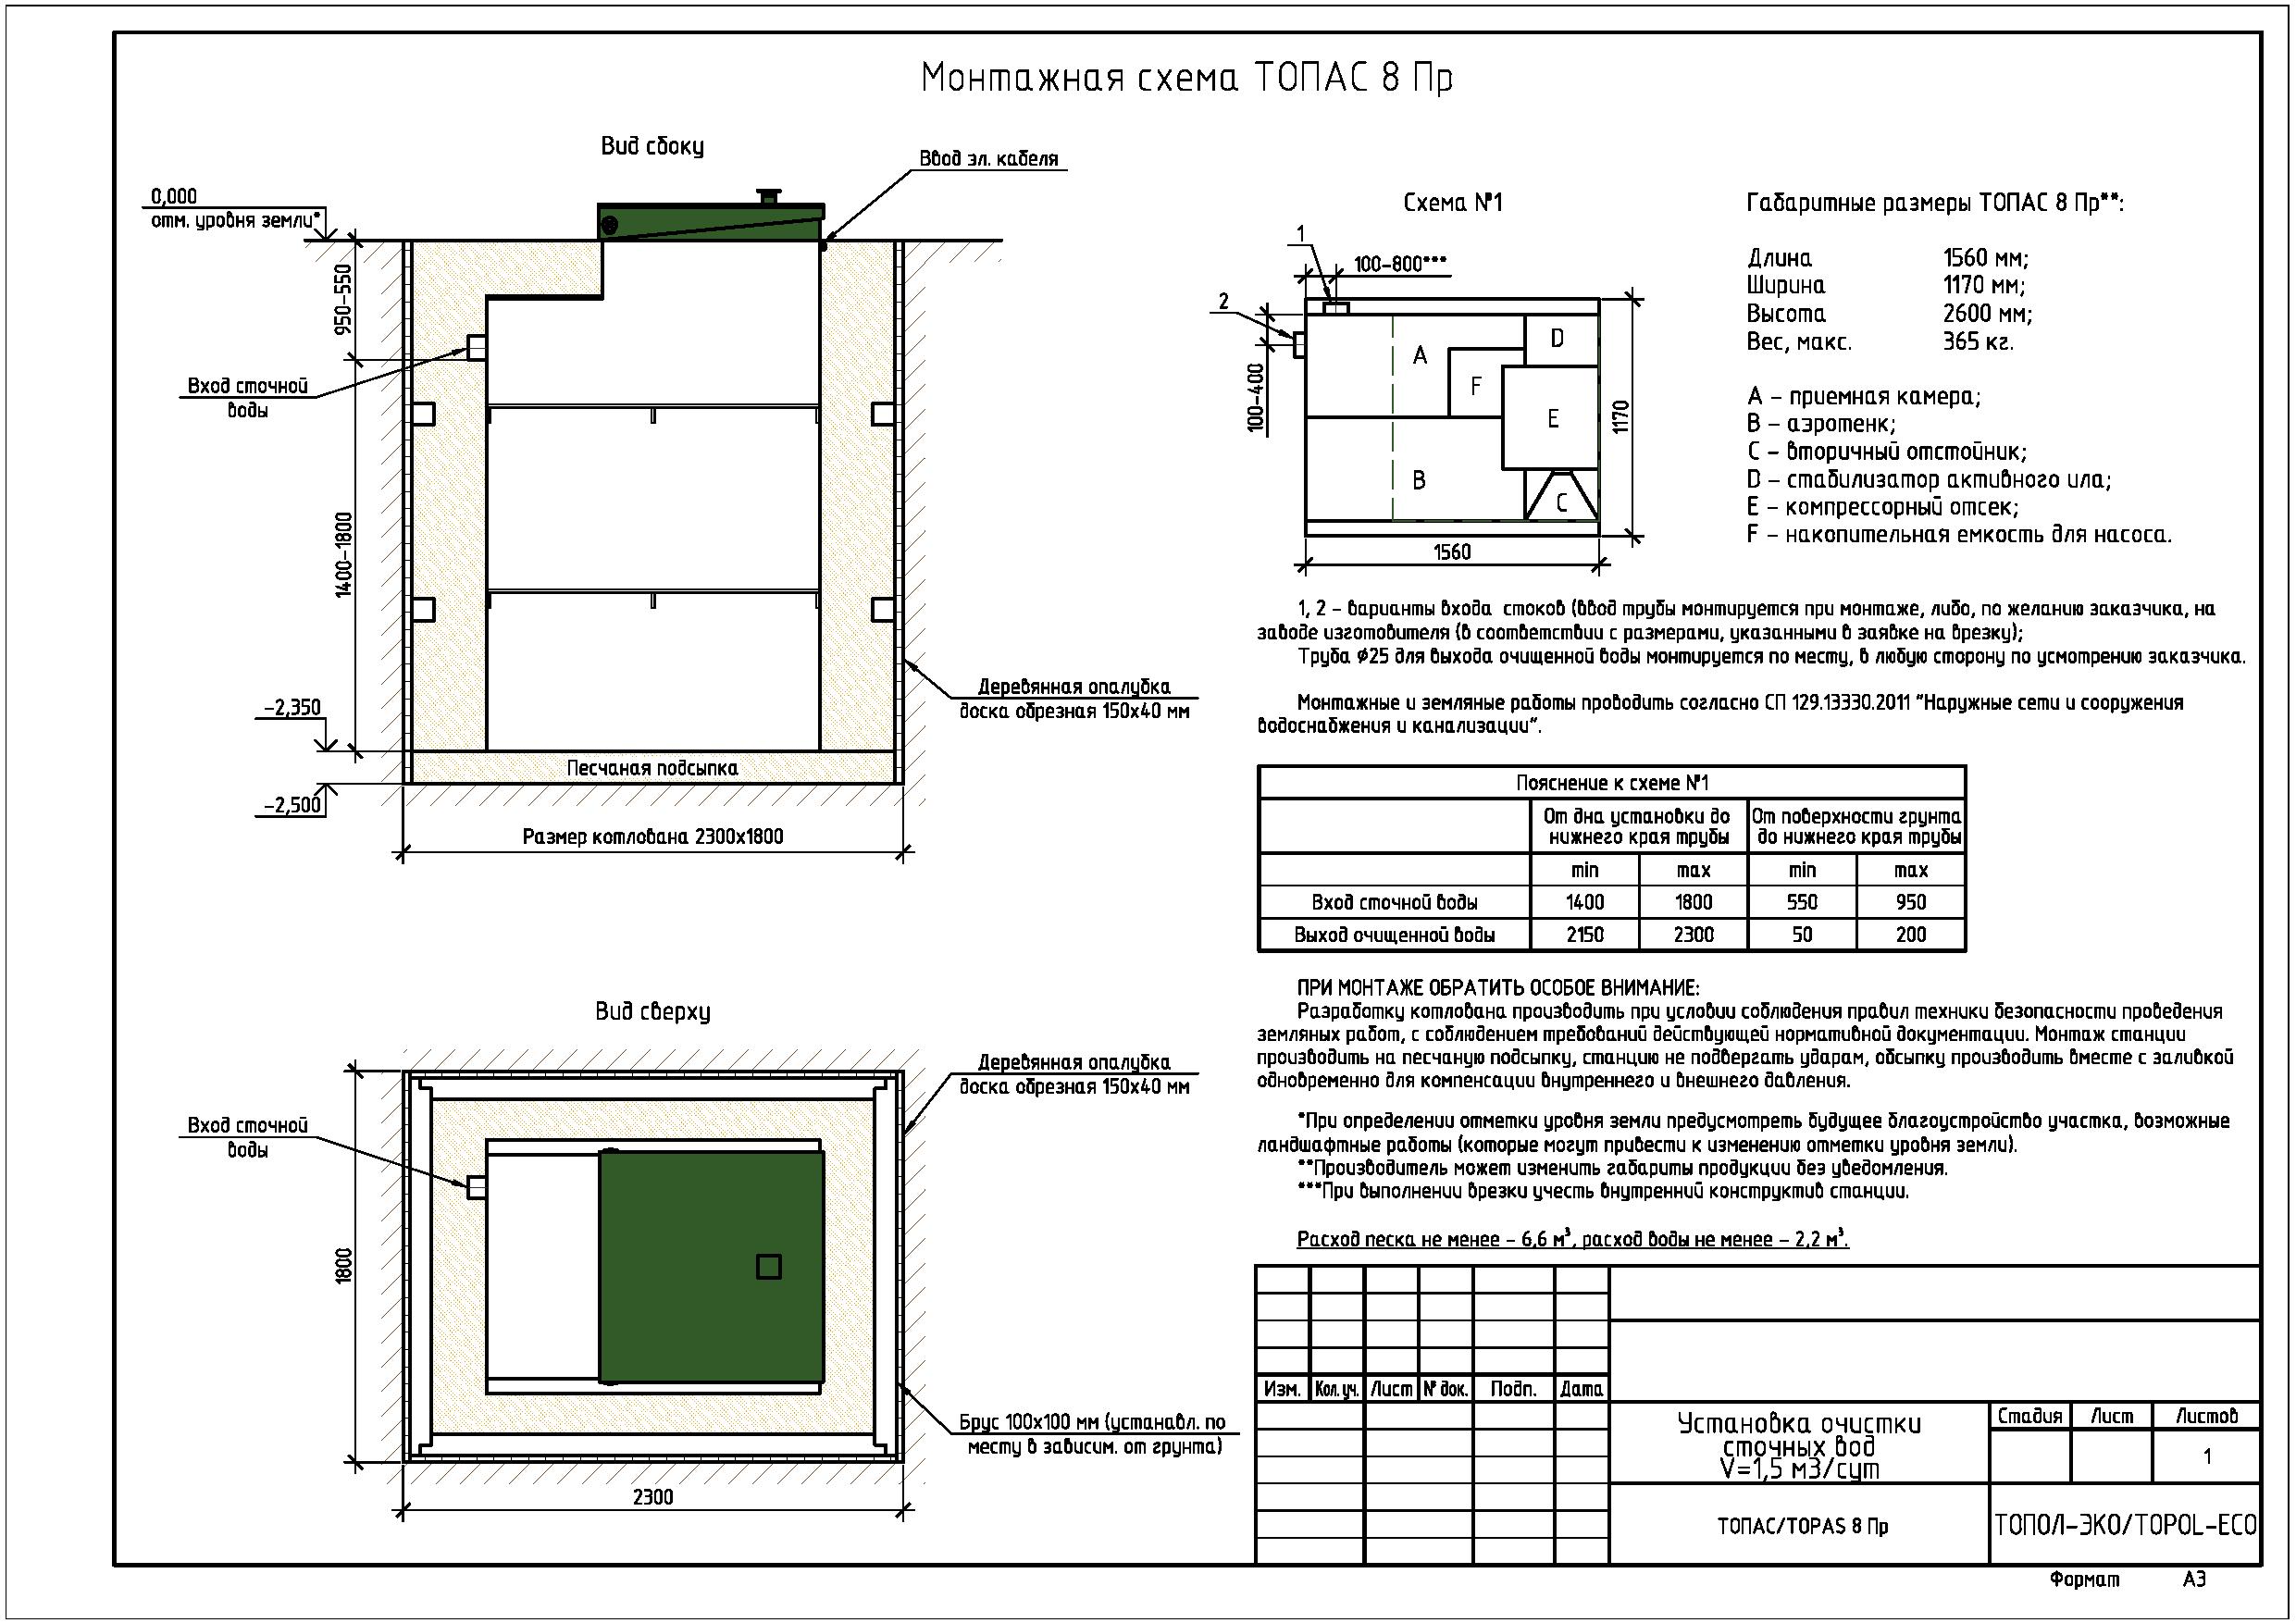 Монтажная схема ТОПАС 8 Пр
Вид сбоку
Ввод эл. кабеля
0,000
отм. уровня земли*
950-550
Вход сточной
воды
1400-1800
Деревянная опалубка
доска обрезная 150х40 мм
-2,350
Песчаная подсыпка
-2,500
Размер котлована 2300х1800
Вид сверху
Деревянная опалубка
доска обрезная 150х40 мм
Вход сточной
воды
1800
Брус 100х100 мм (устанавл. по
месту в зависим. от грунта)
2300
Схема №1
1
100-800***
2
100-400
A
D
F
E
B
C
1170
1560
Габаритные размеры ТОПАС 8 Пр**:
Длина 1560 мм;
Ширина 1170 мм;
Высота 2600 мм;
Вес, макс. 365 кг.
A – приемная камера;
B – аэротенк;
C – вторичный отстойник;
D – стабилизатор активного ила;
E – компрессорный отсек;
F – накопительная емкость для насоса.
1, 2 – варианты входа стоков (ввод трубы монтируется при монтаже, либо, по желанию заказчика, на
заводе изготовителя (в соответствии с размерами, указанными в заявке на врезку);
Труба Ø25 для выхода очищенной воды монтируется по месту, в любую сторону по усмотрению заказчика.
Монтажные и земляные работы проводить согласно СП 129.13330.2011 "Наружные сети и сооружения
водоснабжения и канализации".
Пояснение к схеме №1
От дна установки до
нижнего края трубы
От поверхности грунта
до нижнего края трубы
min max min max
Вход сточной воды 1400 1800 550 950
Выход очищенной воды 2150 2300 50 200
ПРИ МОНТАЖЕ ОБРАТИТЬ ОСОБОЕ ВНИМАНИЕ:
Разработку котлована производить при условии соблюдения правил техники безопасности проведения
земляных работ, с соблюдением требований действующей нормативной документации. Монтаж станции
производить на песчаную подсыпку, станцию не подвергать ударам, обсыпку производить вместе с заливкой
одновременно для компенсации внутреннего и внешнего давления.
*При определении отметки уровня земли предусмотреть будущее благоустройство участка, возможные
ландшафтные работы (которые могут привести к изменению отметки уровня земли).
**Производитель может изменить габариты продукции без уведомления.
***При выполнении врезки учесть внутренний конструктив станции.
Расход песка не менее – 6,6 м³, расход воды не менее – 2,2 м³.
Изм. Кол.уч. Лист № док. Подп. Дата
Установка очистки
сточных вод
V=1,5 м3/сут
Стадия Лист Листов
1
ТОПАС/TOPAS 8 Пр
ТОПОЛ-ЭКО/TOPOL-ECO
Формат А3